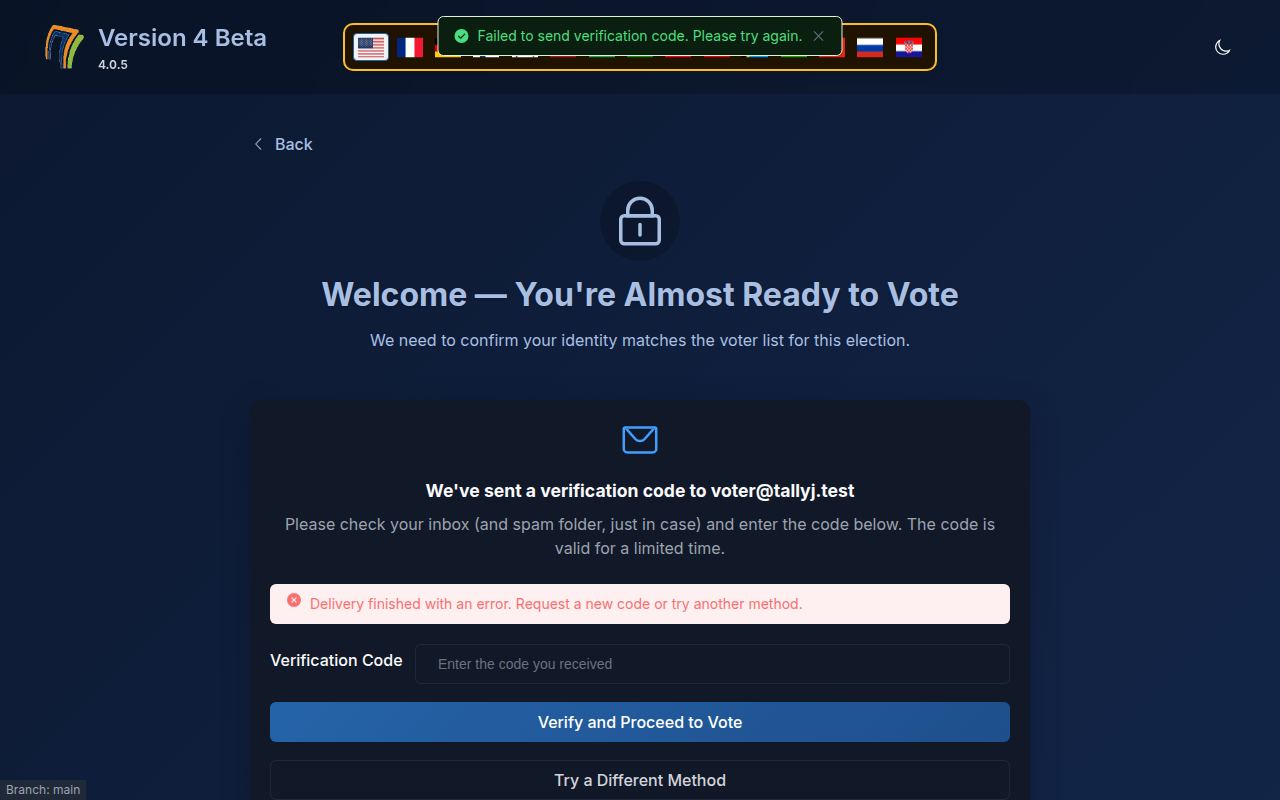 Version 4 Beta
4.0.5
Failed to send verification code. Please try again.
Back
Welcome — You're Almost Ready to Vote
We need to confirm your identity matches the voter list for this election.
We've sent a verification code to voter@tallyj.test
Please check your inbox (and spam folder, just in case) and enter the code below. The code is
valid for a limited time.
Delivery finished with an error. Request a new code or try another method.
Verification Code
Enter the code you received
Verify and Proceed to Vote
Try a Different Method
Branch: main